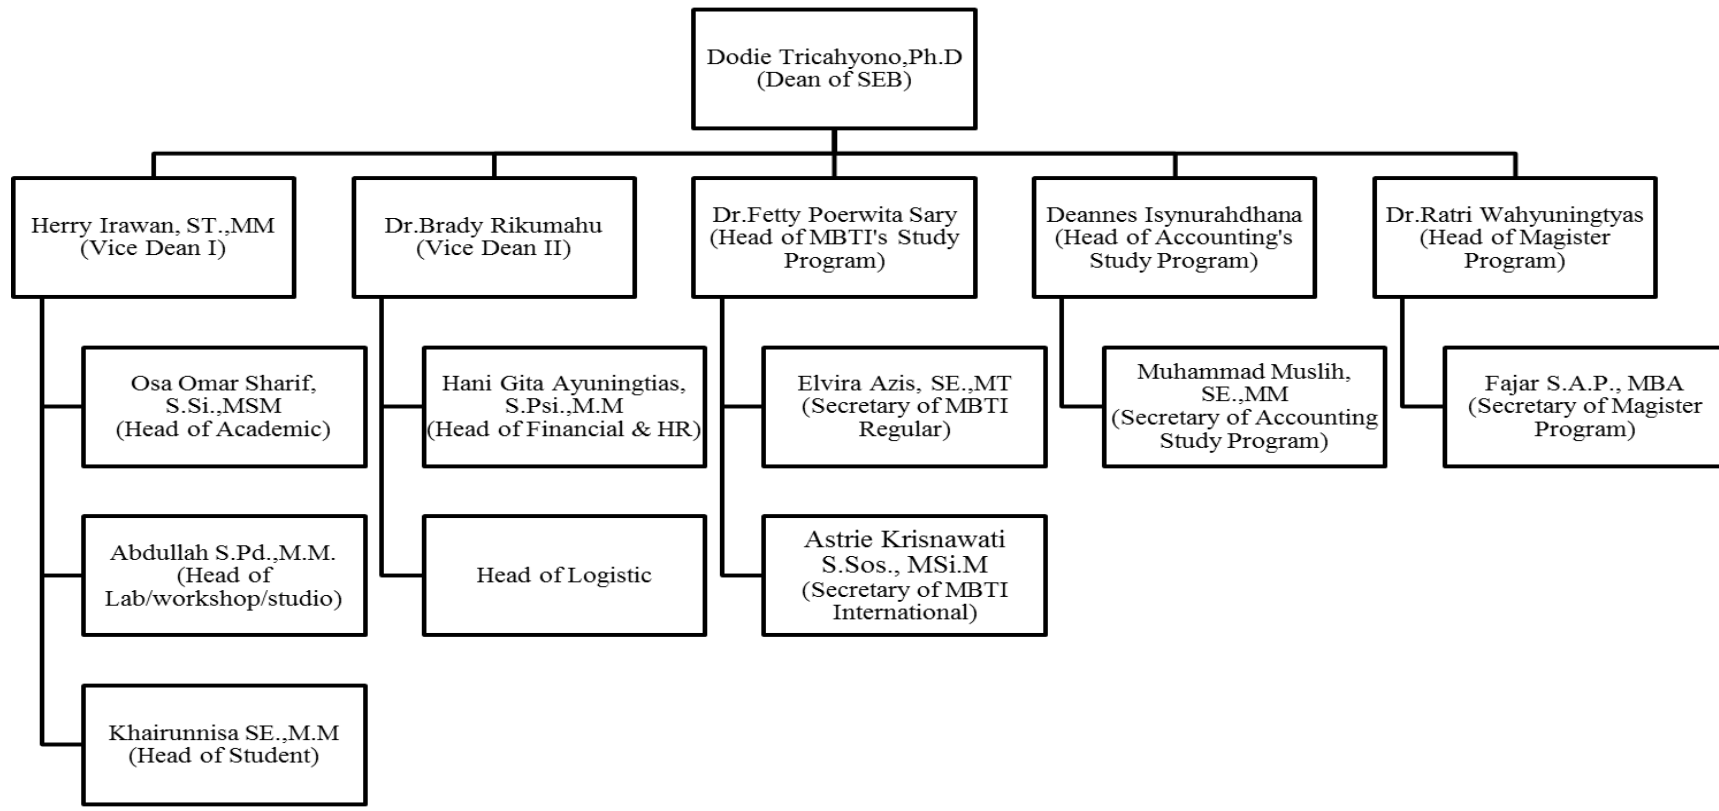 Dodie Tricahyono,Ph.D
(Dean of SEB)
Herry Irawan, ST.,MM
(Vice Dean I)
Dr.Brady Rikumahu
(Vice Dean II)
Dr.Fetty Poerwita Sary
(Head of MBTI's Study
Program)
Deannes Isynurahdhana
(Head of Accounting's
Study Program)
Dr.Ratri Wahyuningtyas
(Head of Magister
Program)
Osa Omar Sharif,
S.Si.,MSM
(Head of Academic)
Hani Gita Ayuningtias,
S.Psi.,M.M
(Head of Financial & HR)
Elvira Azis, SE.,MT
(Secretary of MBTI
Regular)
Muhammad Muslih,
SE.,MM
(Secretary of Accounting
Study Program)
Fajar S.A.P., MBA
(Secretary of Magister
Program)
Abdullah S.Pd.,M.M.
(Head of
Lab/workshop/studio)
Head of Logistic
Astrie Krisnawati
S.Sos., MSi.M
(Secretary of MBTI
International)
Khairunnisa SE.,M.M
(Head of Student)